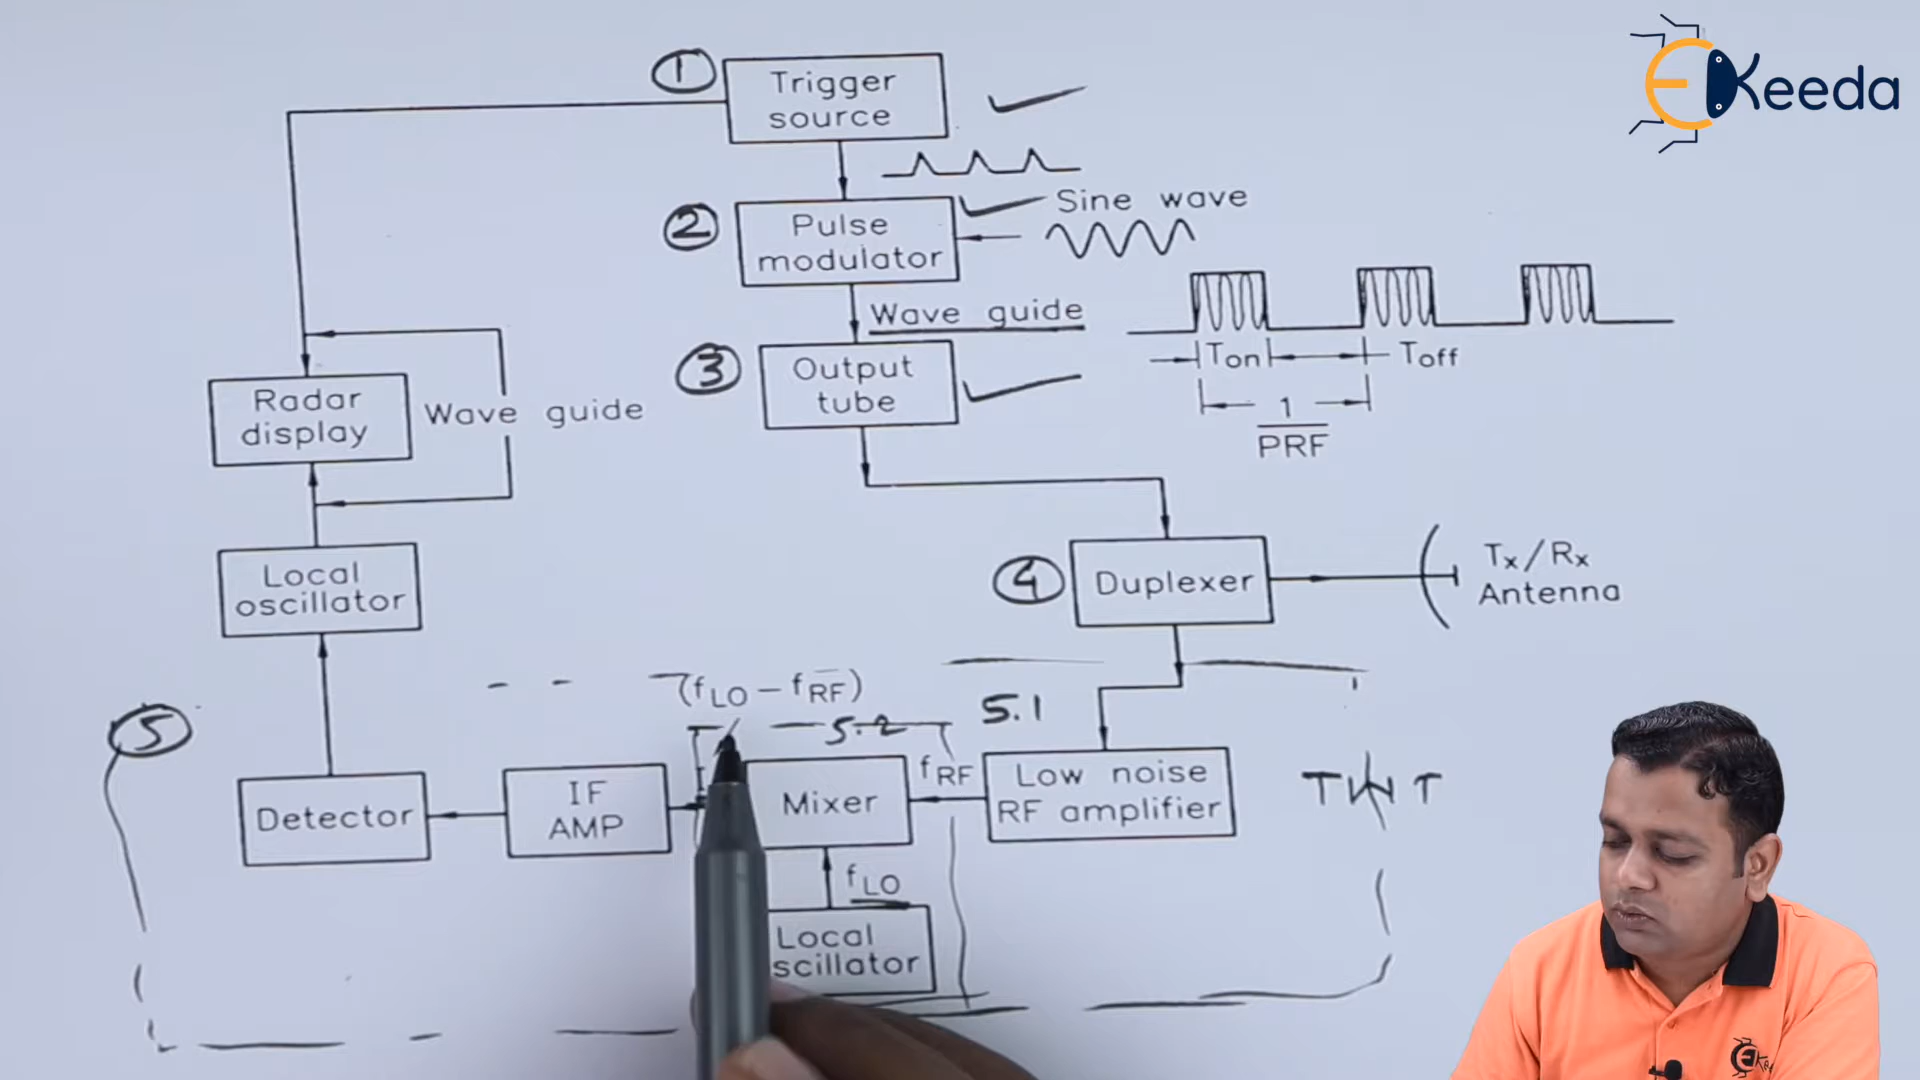 EKeeda
1
Trigger
source
2
Pulse
modulator
Sine wave
Wave guide
3
Output
tube
Ton
Toff
1
PRF
Radar
display
Wave guide
4
Duplexer
Tx/Rx
Antenna
Local
oscillator
5
(fLO – fRF)
5.1
5.2
Detector
IF
AMP
Mixer
fRF
Low noise
RF amplifier
fLO
Local
scillator